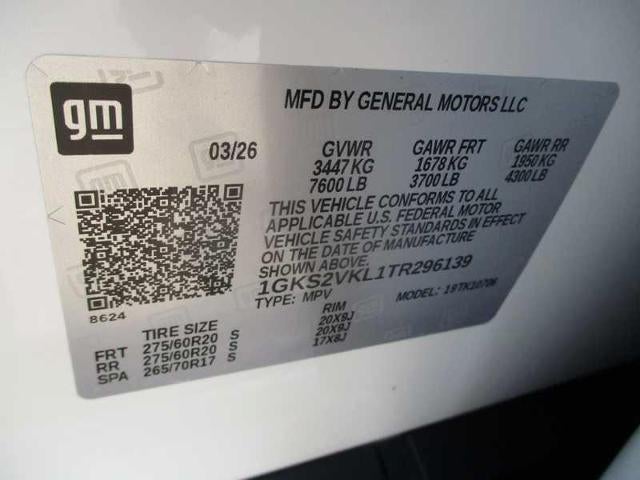 gm
MFD BY GENERAL MOTORS LLC
03/26 GVWR GAWR FRT GAWR RR
3447 KG 1678 KG 1950 KG
7600 LB 3700 LB 4300 LB
THIS VEHICLE CONFORMS TO ALL
APPLICABLE U.S. FEDERAL MOTOR
VEHICLE SAFETY STANDARDS IN EFFECT
ON THE DATE OF MANUFACTURE
SHOWN ABOVE.
1GKS2VKL1TR296139
8624 TYPE: MPV MODEL: 19TK10706
TIRE SIZE RIM
FRT 275/60R20 S 20X9J
RR 275/60R20 S 20X9J
SPA 265/70R17 S 17X8J